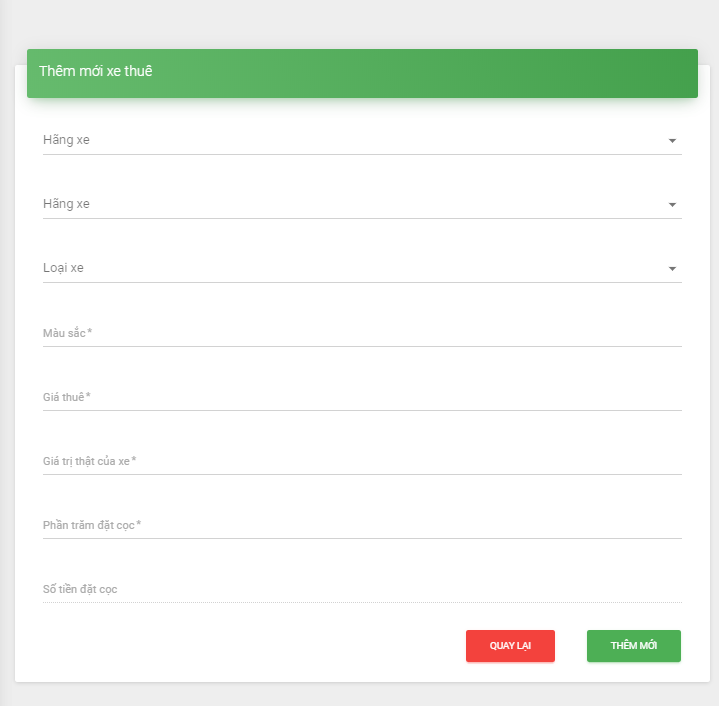 Thêm mới xe thuê
Hãng xe
Hãng xe
Loại xe
Màu sắc *
Giá thuê *
Giá trị thật của xe *
Phần trăm đặt cọc *
Số tiền đặt cọc
QUAY LẠI
THÊM MỚI